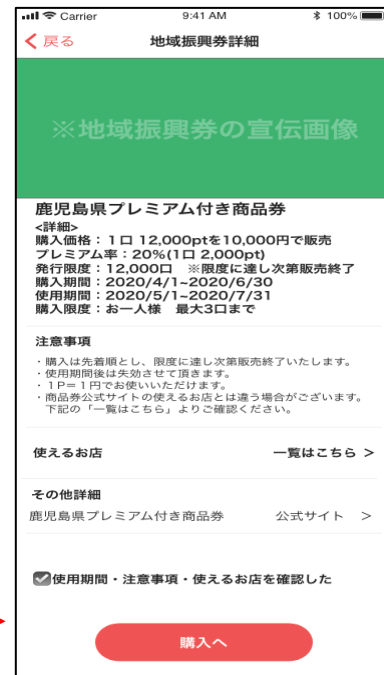 Carrier 9:41 AM 100%
戻る 地域振興券詳細
※地域振興券の宣伝画像
鹿児島県プレミアム付き商品券
<詳細>
購入価格：１口 12,000ptを10,000円で販売
プレミアム率：20%(1口 2,000pt)
発行限度：12,000口　※限度に達し次第販売終了
購入期間：2020/4/1~2020/6/30
使用期間：2020/5/1~2020/7/31
購入限度：お一人様　最大3口まで
注意事項
・購入は先着順とし、限度に達し次第販売終了いたします。
・使用期間後は失効させて頂きます。
・１P＝１円でお使いいただけます。
・商品券公式サイトの使えるお店とは違う場合がございます。
下記の「一覧はこちら」よりご確認ください。
使えるお店 一覧はこちら >
その他詳細
鹿児島県プレミアム付き商品券 公式サイト >
使用期間・注意事項・使えるお店を確認した
購入へ